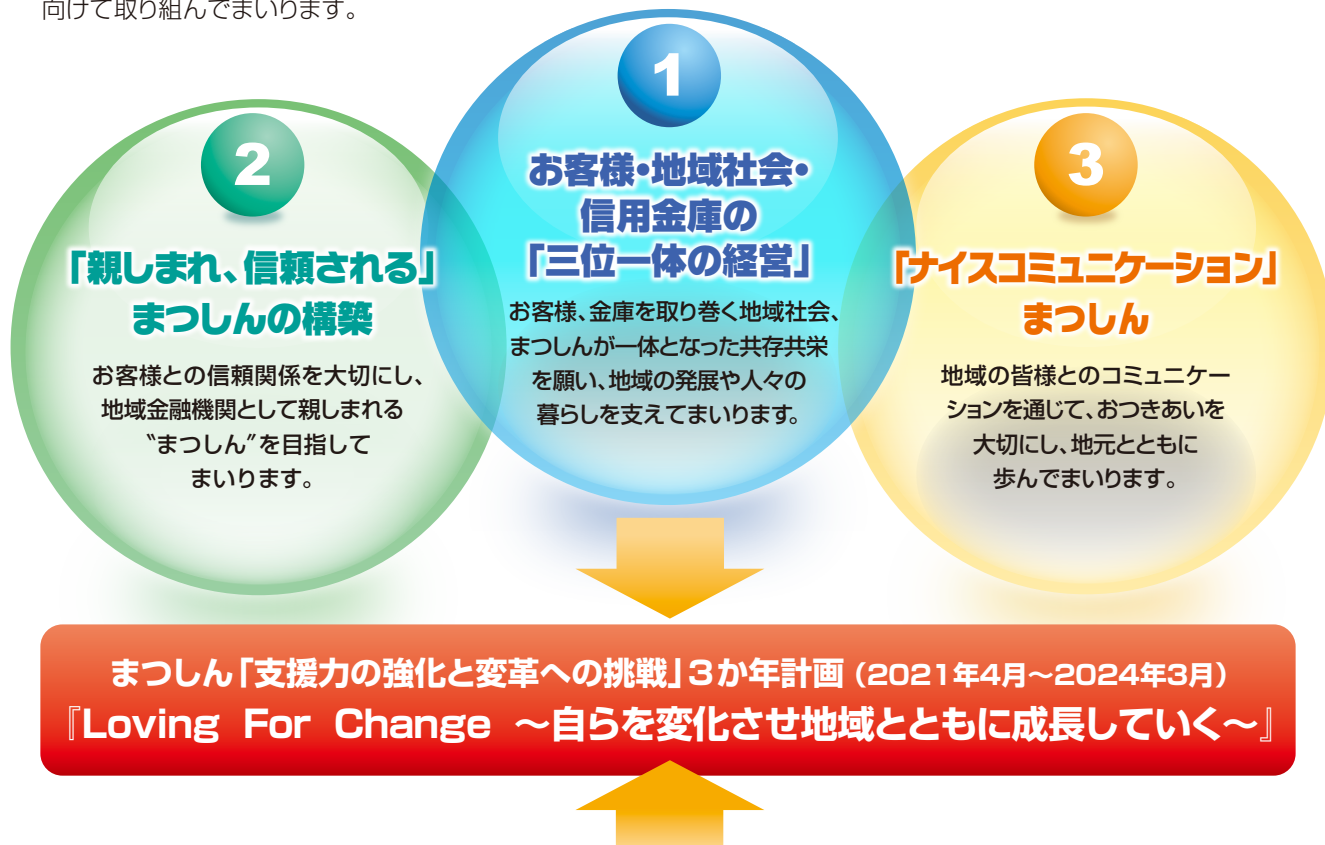 向けて取り組んでまいります。
1
お客様・地域社会・
信用金庫の
「三位一体の経営」
お客様、金庫を取り巻く地域社会、
まつしんが一体となった共存共栄
を願い、地域の発展や人々の
暮らしを支えてまいります。
2
「親しまれ、信頼される」
まつしんの構築
お客様との信頼関係を大切にし、
地域金融機関として親しまれる
〝まつしん〟を目指して
まいります。
3
「ナイスコミュニケーション」
まつしん
地域の皆様とのコミュニケー
ションを通じて、おつきあいを
大切にし、地元とともに
歩んでまいります。
まつしん「支援力の強化と変革への挑戦」3か年計画（2021年4月～2024年3月）
『Loving For Change ～自らを変化させ地域とともに成長していく～』